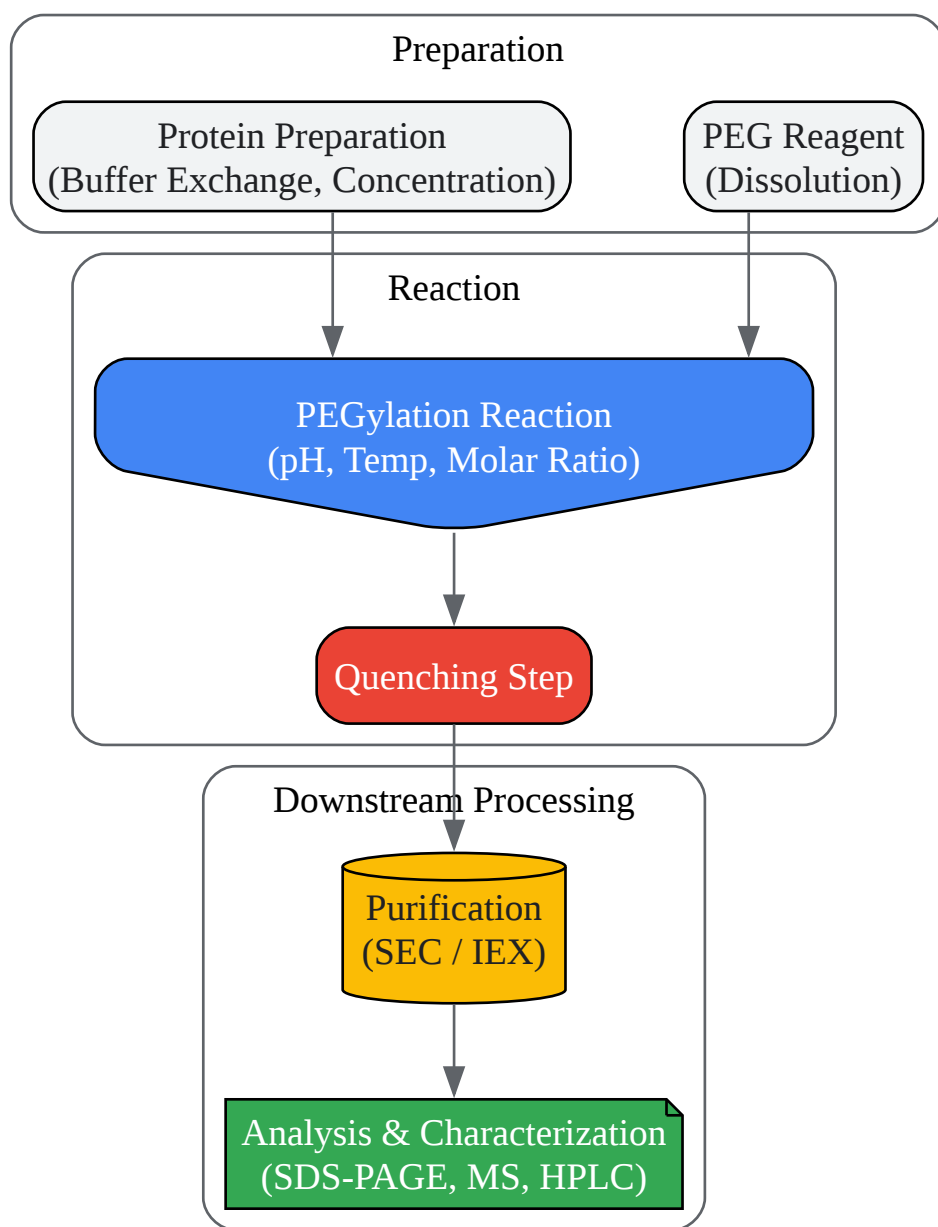 Preparation
Protein Preparation
(Buffer Exchange, Concentration)
PEG Reagent
(Dissolution)
Reaction
PEGylation Reaction
(pH, Temp, Molar Ratio)
Quenching Step
Downstream Processing
Purification
(SEC / IEX)
Analysis & Characterization
(SDS-PAGE, MS, HPLC)